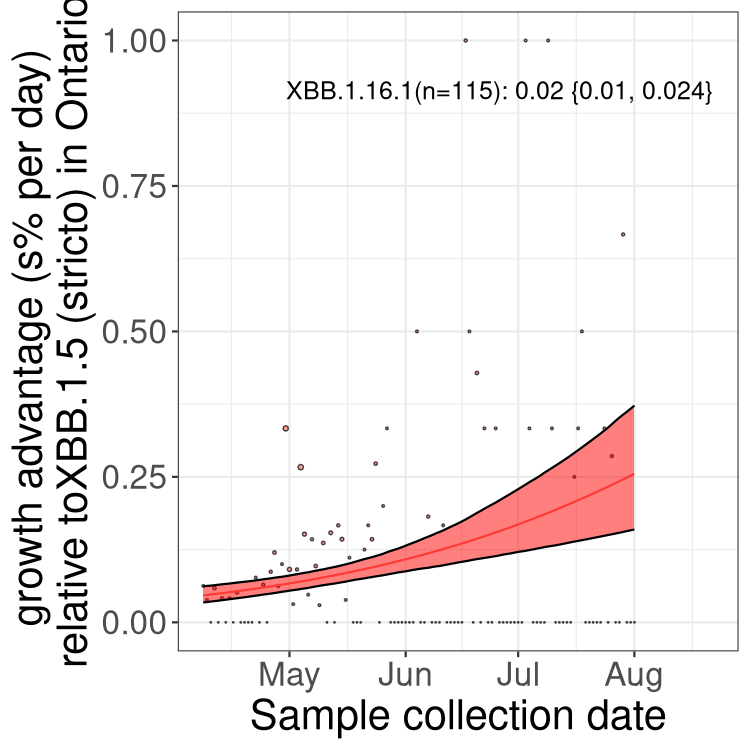 growth advantage (s% per day)
relative toXBB.1.5 (stricto) in Ontario
1.00
0.75
0.50
0.25
0.00
XBB.1.16.1(n=115): 0.02 {0.01, 0.024}
May Jun Jul Aug
Sample collection date